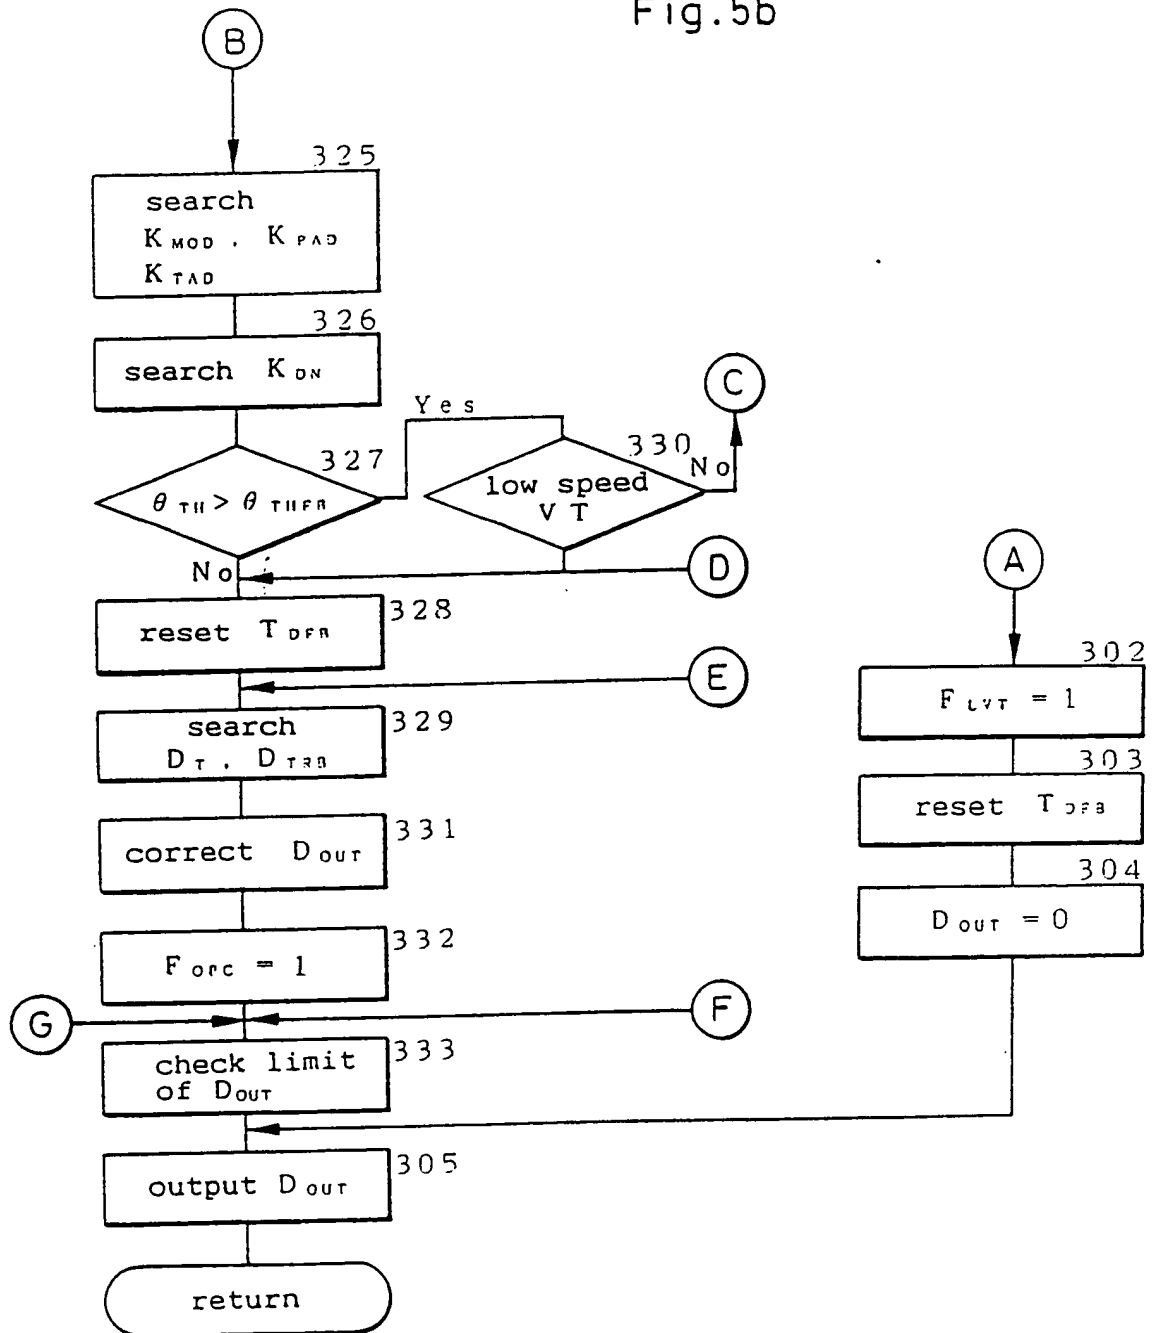 Fig.5b
B
325
search
K MOD , K PAD
K TAD
326
search K DN
C
Yes
327
330
No
θ TH > θ THFB
low speed
VT
No
D
A
328
reset T DFB
E
302
F LVT = 1
329
search
D T , D TRB
303
reset T DFB
331
correct D OUT
304
D OUT = 0
332
F OPC = 1
G
F
333
check limit
of D OUT
305
output D OUT
return